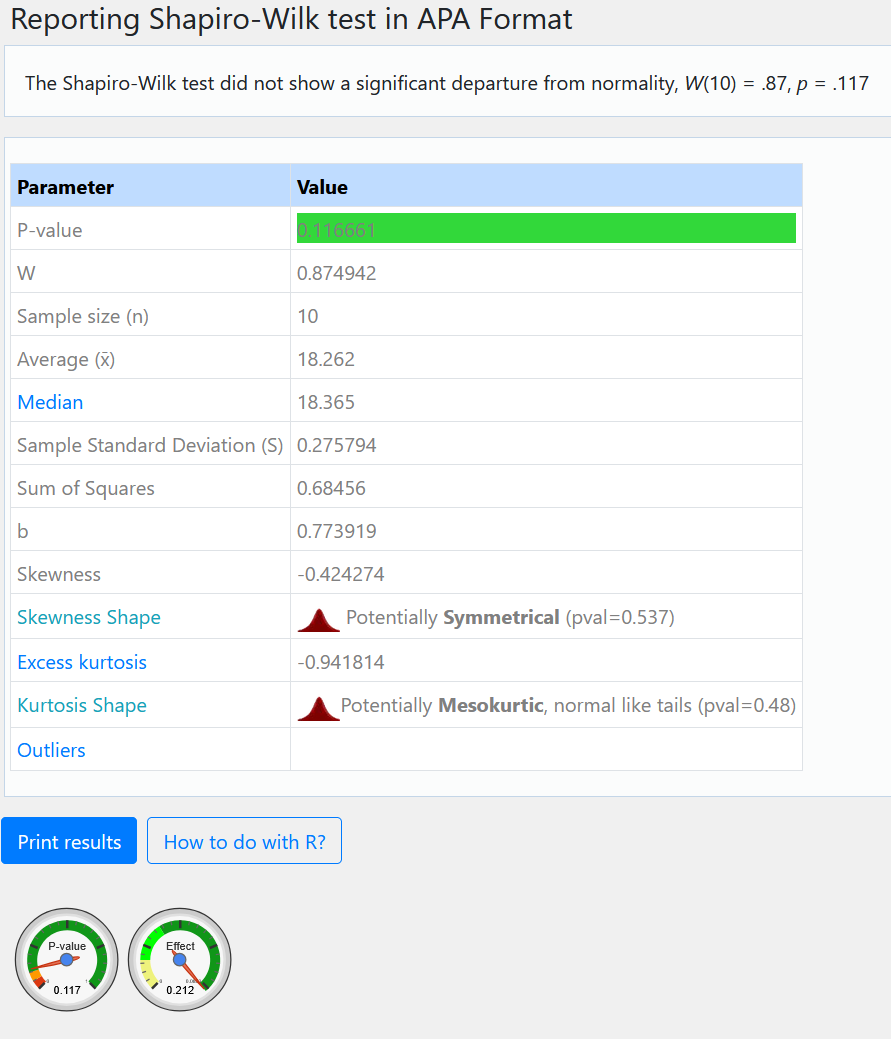 Reporting Shapiro-Wilk test in APA Format
The Shapiro-Wilk test did not show a significant departure from normality, W(10) = .87, p = .117
Parameter Value
P-value 0.116661
W 0.874942
Sample size (n) 10
Average (x̄) 18.262
Median 18.365
Sample Standard Deviation (S) 0.275794
Sum of Squares 0.68456
b 0.773919
Skewness -0.424274
Skewness Shape Potentially Symmetrical (pval=0.537)
Excess kurtosis -0.941814
Kurtosis Shape Potentially Mesokurtic, normal like tails (pval=0.48)
Outliers
Print results How to do with R?
P-value Effect
0.117 0.212